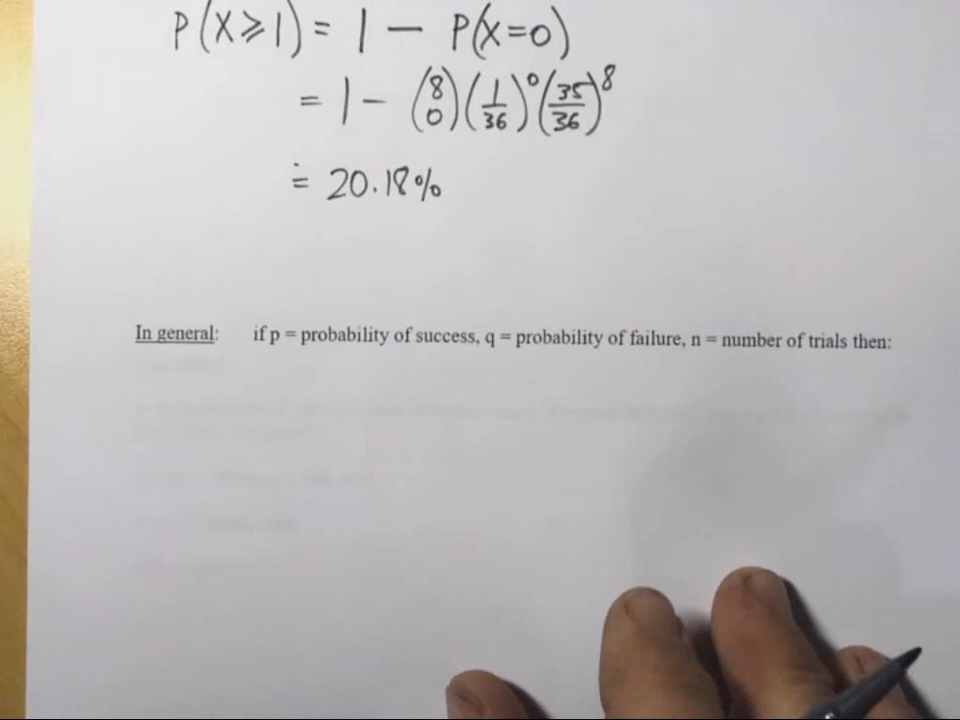 P(X⩾1) = 1 − P(X=0)
= 1 − (8 0)(1/36)^0(35/36)^8
≐ 20.18%
In general: if p = probability of success, q = probability of failure, n = number of trials then: